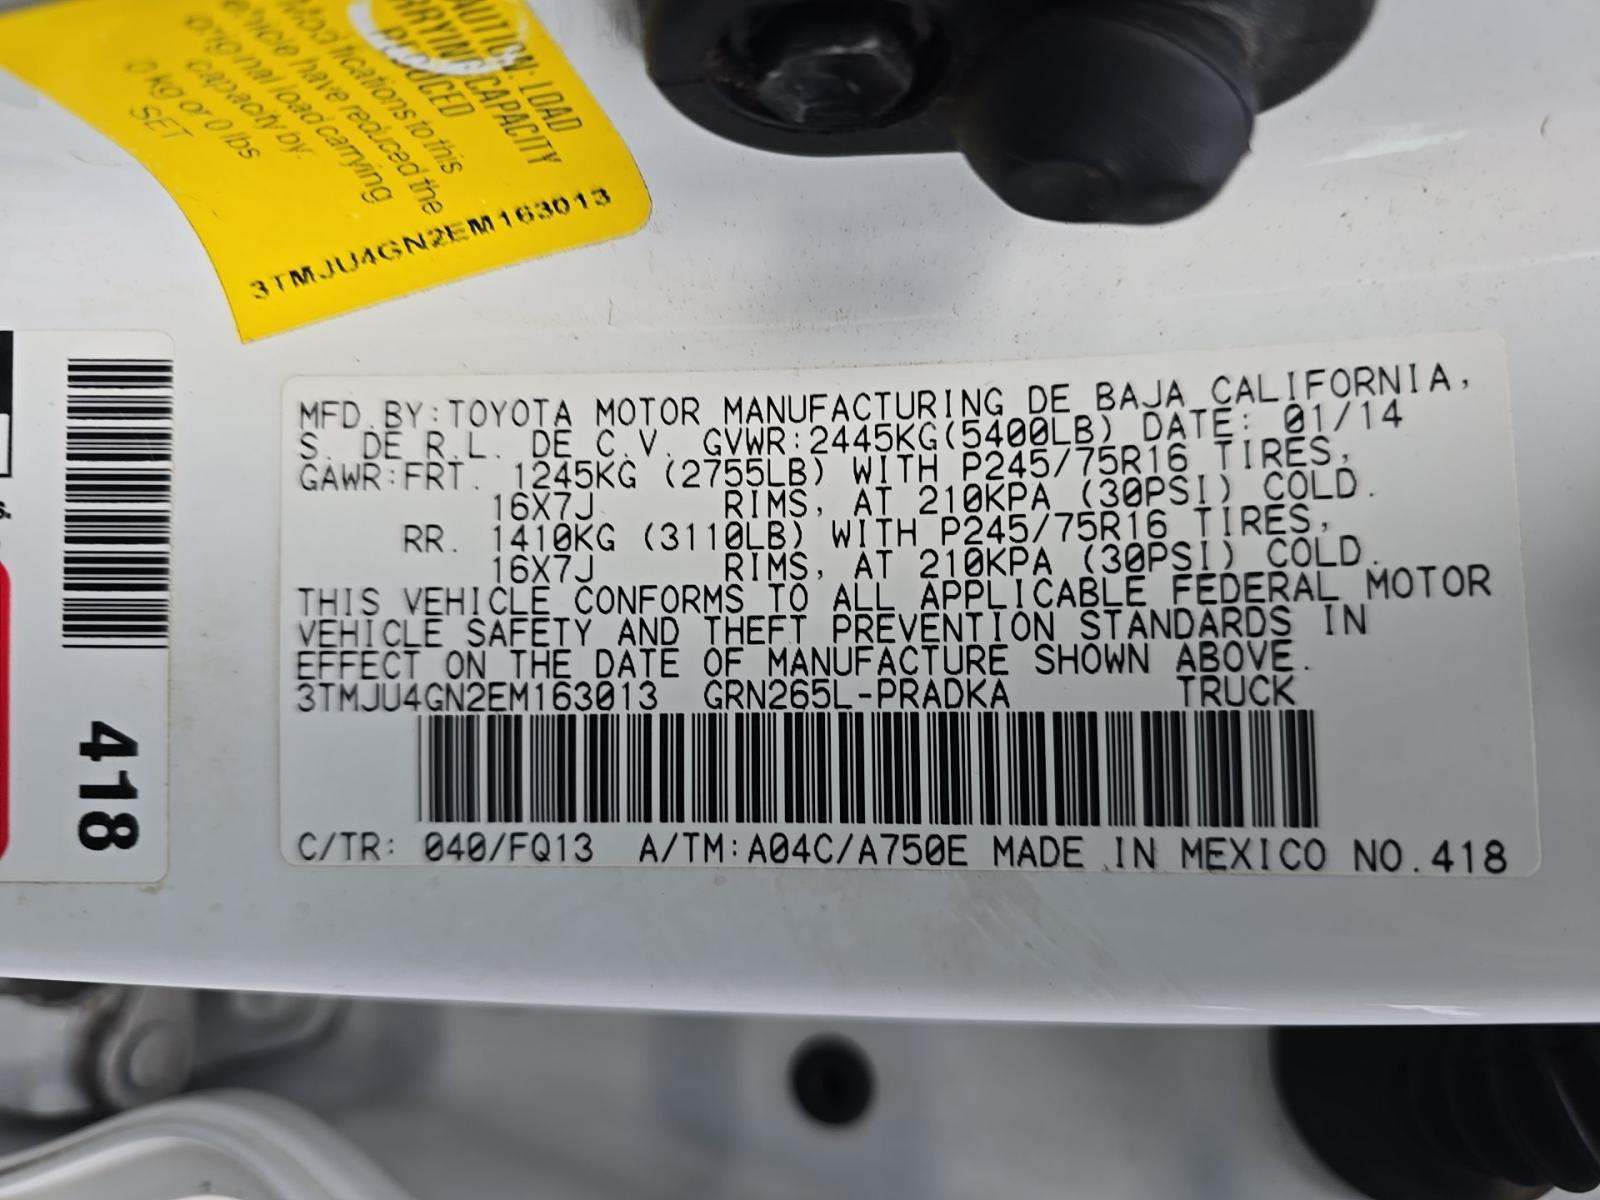 CAUTION: LOAD
CARRYING CAPACITY
REDUCED
Modifications to this
vehicle have reduced the
original load carrying
capacity by.
0 kg or 0 lbs
SET
3TMJU4GN2EM163013
418
s.
MFD.BY:TOYOTA MOTOR MANUFACTURING DE BAJA CALIFORNIA,
S. DE R.L. DE C.V. GVWR:2445KG(5400LB) DATE: 01/14
GAWR:FRT. 1245KG (2755LB) WITH P245/75R16 TIRES,
16X7J RIMS, AT 210KPA (30PSI) COLD.
RR. 1410KG (3110LB) WITH P245/75R16 TIRES,
16X7J RIMS, AT 210KPA (30PSI) COLD.
THIS VEHICLE CONFORMS TO ALL APPLICABLE FEDERAL MOTOR
VEHICLE SAFETY AND THEFT PREVENTION STANDARDS IN
EFFECT ON THE DATE OF MANUFACTURE SHOWN ABOVE.
3TMJU4GN2EM163013 GRN265L-PRADKA TRUCK
C/TR: 040/FQ13 A/TM:A04C/A750E MADE IN MEXICO NO.418